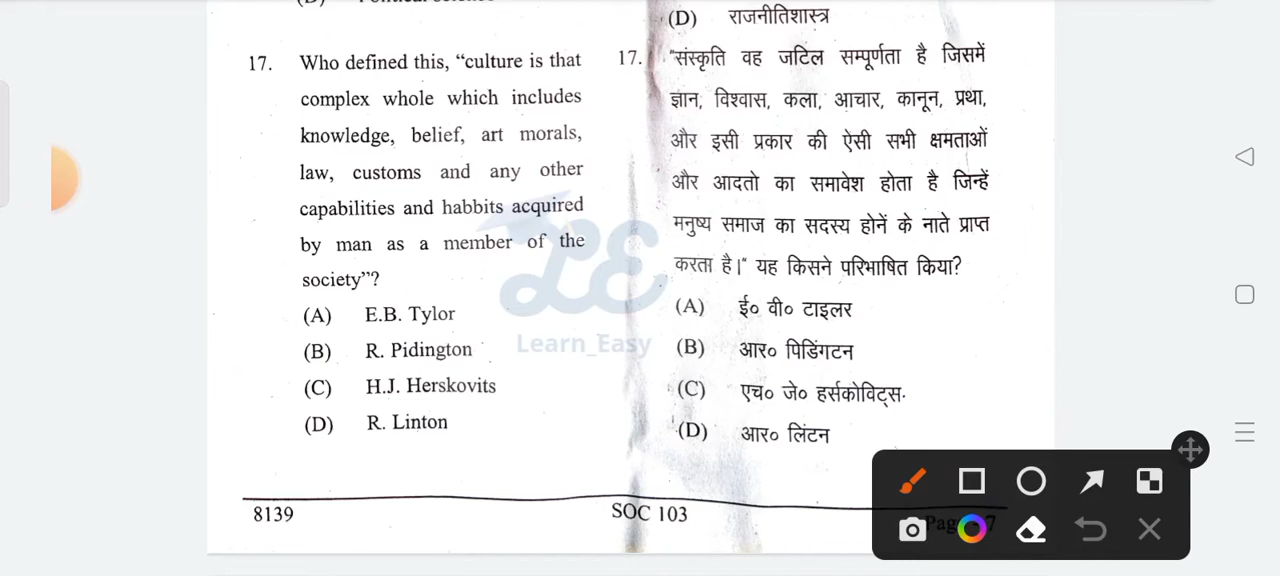 (D) राजनीतिशास्त्र
17. Who defined this, “culture is that
complex whole which includes
knowledge, belief, art morals,
law, customs and any other
capabilities and habbits acquired
by man as a member of the
society”?
(A) E.B. Tylor
(B) R. Pidington
(C) H.J. Herskovits
(D) R. Linton
17. "संस्कृति वह जटिल सम्पूर्णता है जिसमें
ज्ञान, विश्वास, कला, आचार, कानून, प्रथा,
और इसी प्रकार की ऐसी सभी क्षमताओं
और आदतो का समावेश होता है जिन्हें
मनुष्य समाज का सदस्य होनें के नाते प्राप्त
करता है।" यह किसने परिभाषित किया?
(A) ई० वी० टाइलर
(B) आर० पिडिंगटन
(C) एच० जे० हर्सकोविट्स
(D) आर० लिंटन
LE
Learn_Easy
8139 SOC 103